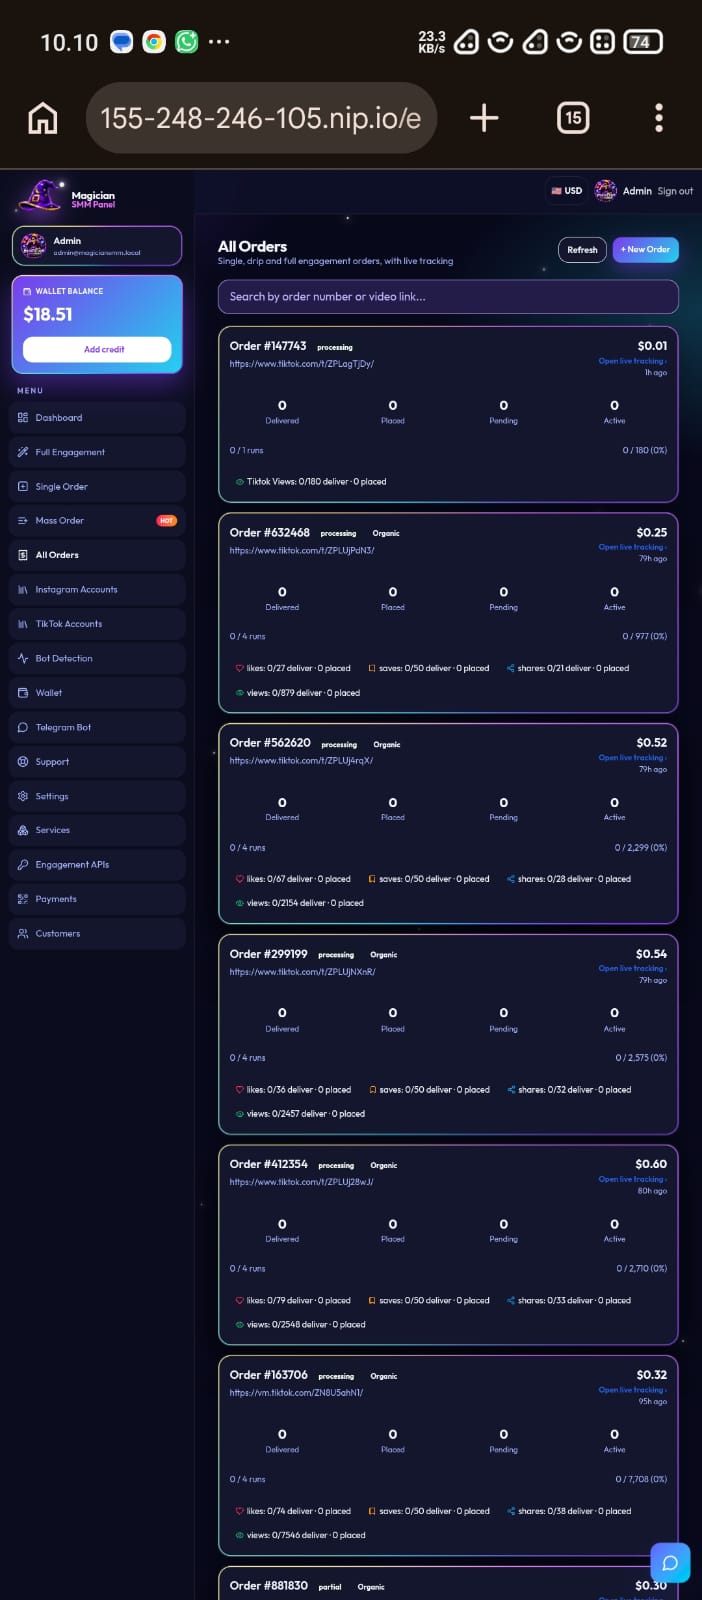 10.10
23.3 KB/s
74
155-248-246-105.nip.io/e
15
Magician
SMM Panel
USD
Admin
Sign out
Admin
admin@magiciansmm.local
WALLET BALANCE
$18.51
Add credit
MENU
Dashboard
Full Engagement
Single Order
Mass Order HOT
All Orders
Instagram Accounts
TikTok Accounts
Bot Detection
Wallet
Telegram Bot
Support
Settings
Services
Engagement APIs
Payments
Customers
All Orders
Single, drip and full engagement orders, with live tracking
Refresh
+ New Order
Search by order number or video link...
Order #147743 processing $0.01
https://www.tiktok.com/t/ZPLagTjDy/ Open live tracking ›
1h ago
0 0 0 0
Delivered Placed Pending Active
0 / 1 runs 0 / 180 (0%)
Tiktok Views: 0/180 deliver · 0 placed
Order #632468 processing Organic $0.25
https://www.tiktok.com/t/ZPLUjPdN3/ Open live tracking ›
79h ago
0 0 0 0
Delivered Placed Pending Active
0 / 4 runs 0 / 977 (0%)
likes: 0/27 deliver · 0 placed saves: 0/50 deliver · 0 placed shares: 0/21 deliver · 0 placed
views: 0/879 deliver · 0 placed
Order #562620 processing Organic $0.52
https://www.tiktok.com/t/ZPLUj4rqX/ Open live tracking ›
79h ago
0 0 0 0
Delivered Placed Pending Active
0 / 4 runs 0 / 2,299 (0%)
likes: 0/67 deliver · 0 placed saves: 0/50 deliver · 0 placed shares: 0/28 deliver · 0 placed
views: 0/2154 deliver · 0 placed
Order #299199 processing Organic $0.54
https://www.tiktok.com/t/ZPLUjNXnR/ Open live tracking ›
79h ago
0 0 0 0
Delivered Placed Pending Active
0 / 4 runs 0 / 2,575 (0%)
likes: 0/36 deliver · 0 placed saves: 0/50 deliver · 0 placed shares: 0/32 deliver · 0 placed
views: 0/2457 deliver · 0 placed
Order #412354 processing Organic $0.60
https://www.tiktok.com/t/ZPLUj28wJ/ Open live tracking ›
80h ago
0 0 0 0
Delivered Placed Pending Active
0 / 4 runs 0 / 2,710 (0%)
likes: 0/79 deliver · 0 placed saves: 0/50 deliver · 0 placed shares: 0/33 deliver · 0 placed
views: 0/2548 deliver · 0 placed
Order #163706 processing Organic $0.32
https://vm.tiktok.com/ZN8U5ahN1/ Open live tracking ›
95h ago
0 0 0 0
Delivered Placed Pending Active
0 / 4 runs 0 / 7,708 (0%)
likes: 0/74 deliver · 0 placed saves: 0/50 deliver · 0 placed shares: 0/38 deliver · 0 placed
views: 0/7546 deliver · 0 placed
Order #881830 partial Organic $0.30